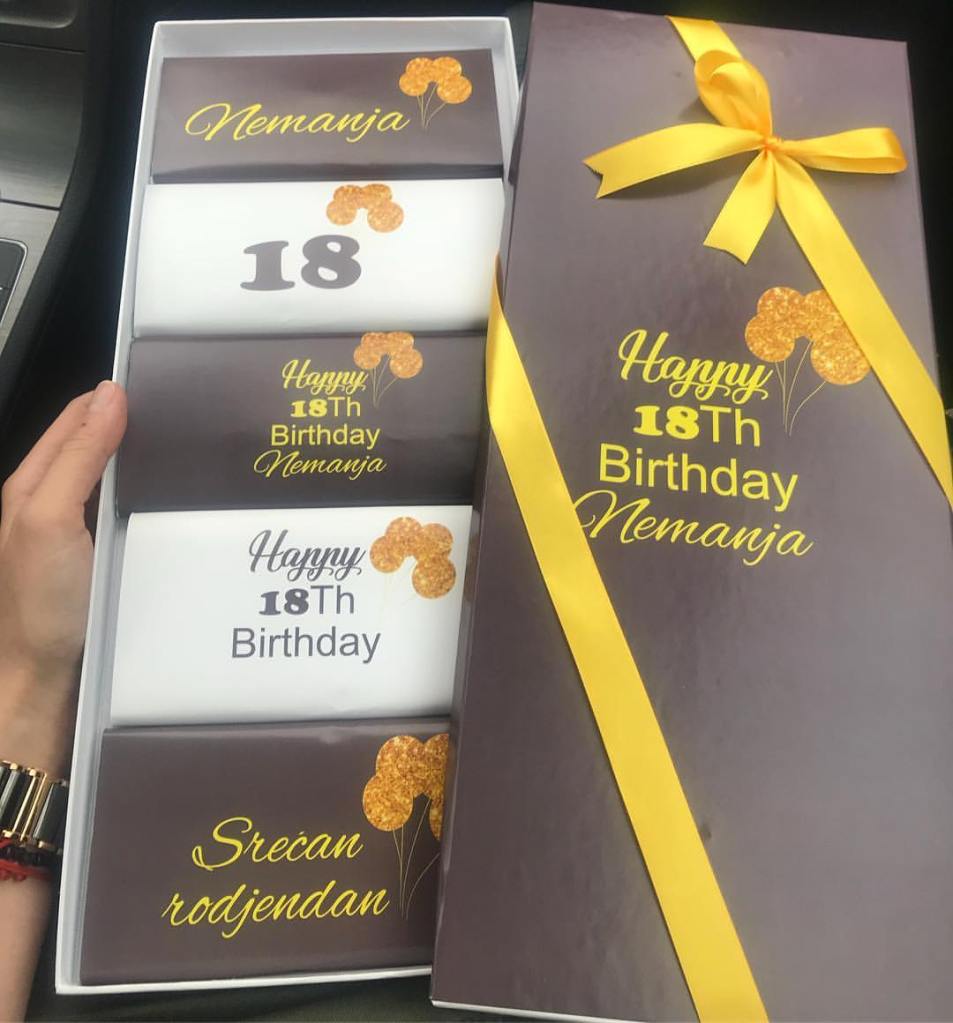 Nemanja
18
Happy
18Th
Birthday
Nemanja
Happy
18Th
Birthday
Srećan
rodjendan
Happy
18Th
Birthday
Nemanja